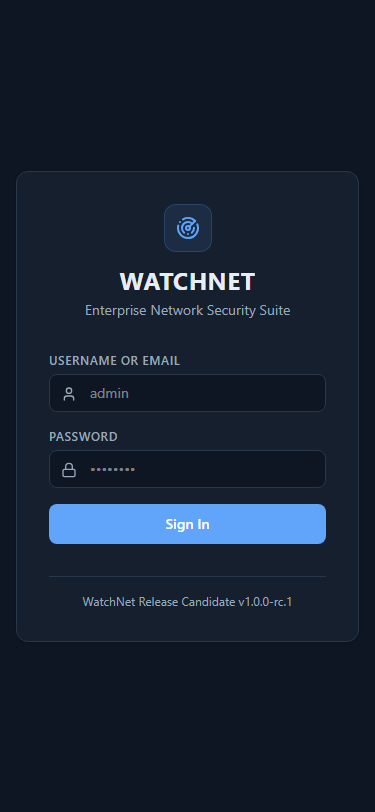 WATCHNET
Enterprise Network Security Suite
USERNAME OR EMAIL
admin
PASSWORD
••••••••
Sign In
WatchNet Release Candidate v1.0.0-rc.1